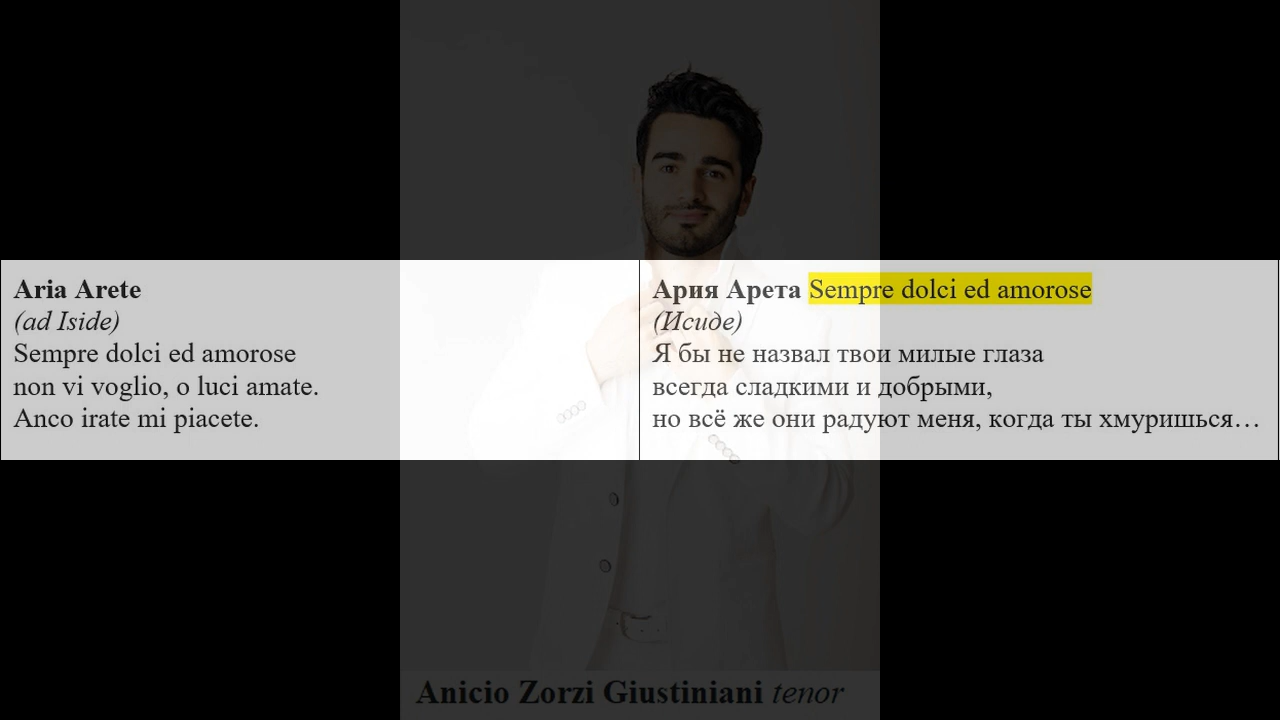 Aria Arete
(ad Iside)
Sempre dolci ed amorose
non vi voglio, o luci amate.
Anco irate mi piacete.
Ария Арета Sempre dolci ed amorose
(Исиде)
Я бы не назвал твои милые глаза
всегда сладкими и добрыми,
но всё же они радуют меня, когда ты хмуришься…
Anicio Zorzi Giustiniani tenor